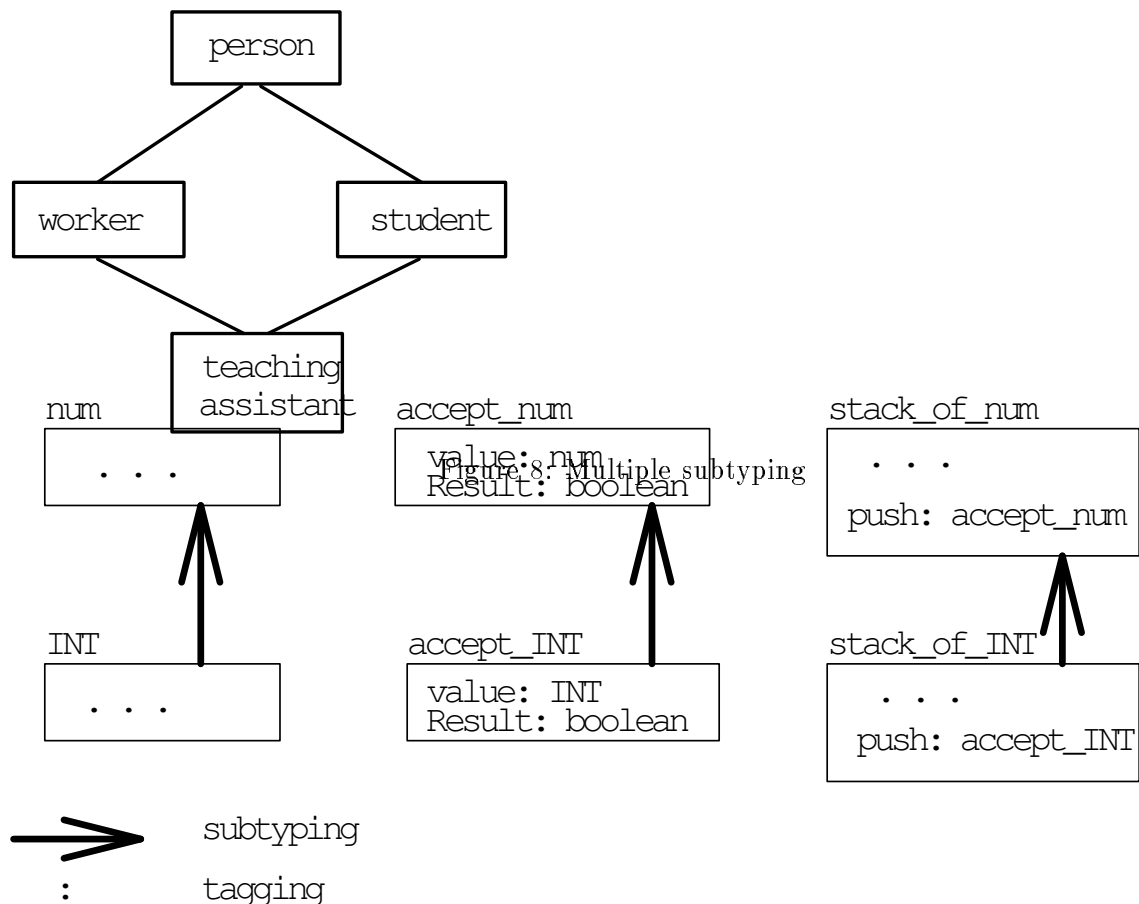 person
worker
student
teaching
assistant
num
accept_num
stack_of_num
. . .
value: num
Result: boolean
. . .
push: accept_num
Figure 8: Multiple subtyping
INT
accept_INT
stack_of_INT
. . .
value: INT
Result: boolean
. . .
push: accept_INT
subtyping
: tagging